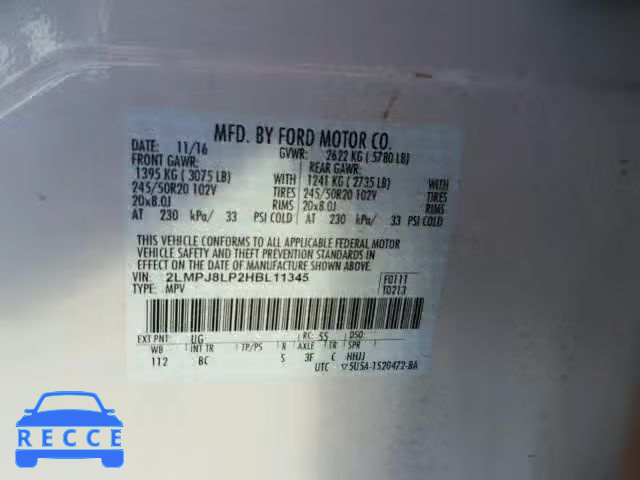 MFD. BY FORD MOTOR CO.
DATE: 11/16 GVWR: 2622 KG ( 5780 LB)
FRONT GAWR: REAR GAWR:
1395 KG ( 3075 LB) WITH 1241 KG ( 2735 LB) WITH
245/50R20 102V TIRES 245/50R20 102V TIRES
20x8.0J RIMS 20x8.0J RIMS
AT 230 kPa/ 33 PSI COLD AT 230 kPa/ 33 PSI COLD
THIS VEHICLE CONFORMS TO ALL APPLICABLE FEDERAL MOTOR
VEHICLE SAFETY AND THEFT PREVENTION STANDARDS
IN EFFECT ON THE DATE OF MANUFACTURE SHOWN ABOVE.
VIN: 2LMPJ8LP2HBL11345 F0111
TYPE: MPV T0213
EXT PNT: UG RC: 55 DSO:
WB INT TR TP/PS R AXLE TR SPR
112 BC S 3F C HHJJ
UTC 5U5A-1520472-BA
RECCE